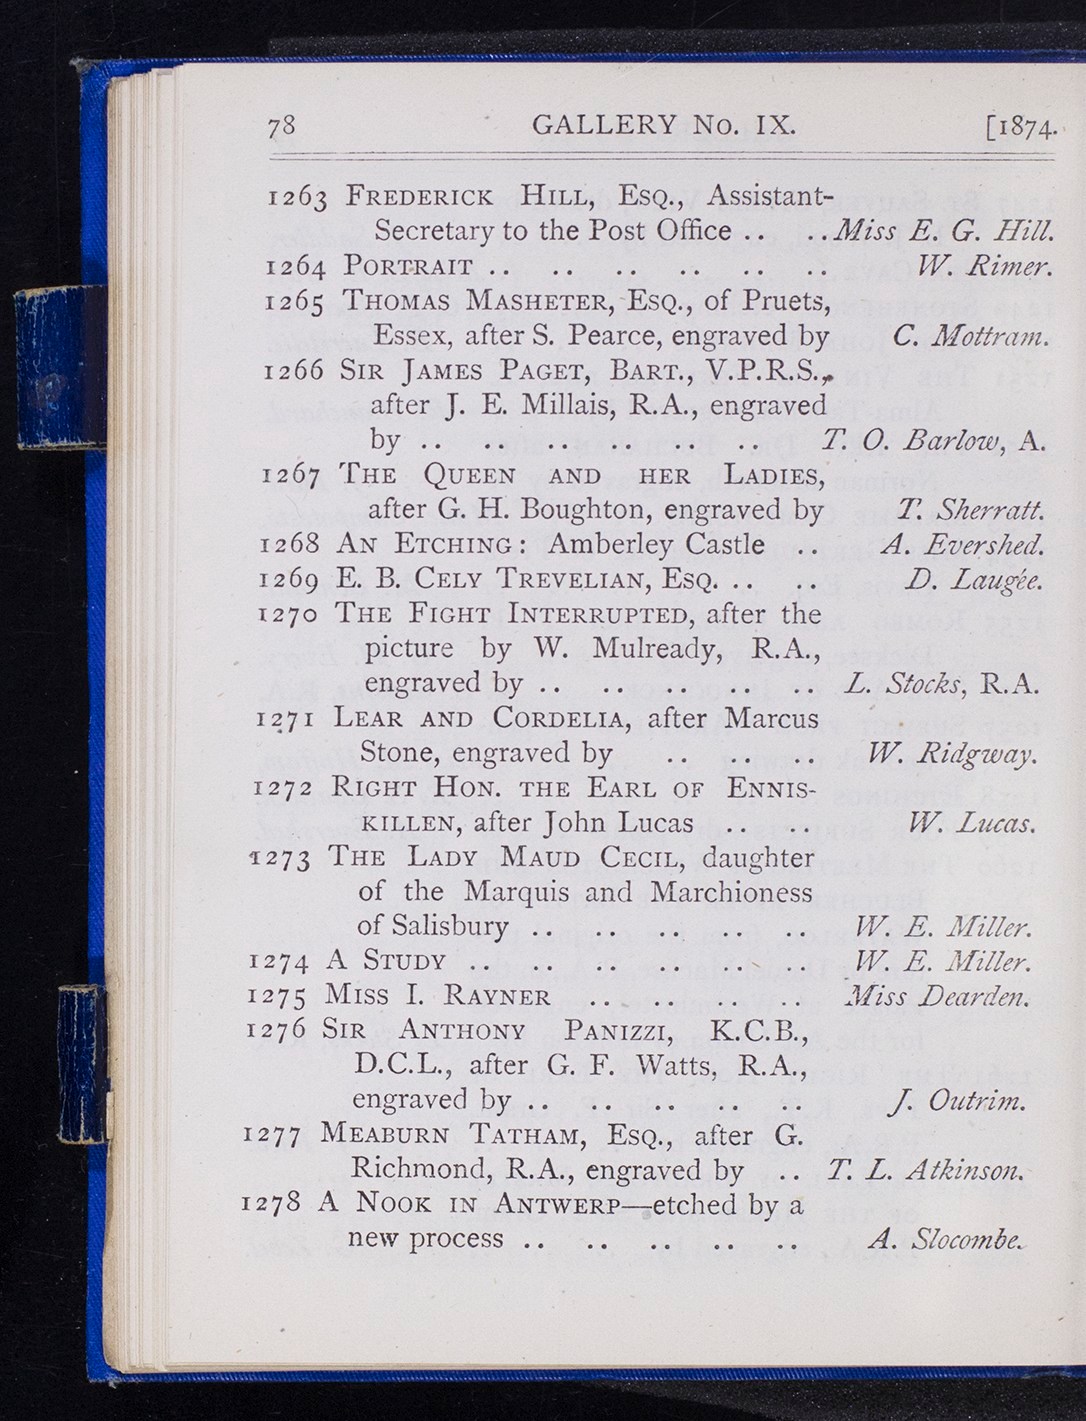 78 GALLERY No. IX. [1874.
1263 FREDERICK HILL, ESQ., Assistant-
Secretary to the Post Office .. .. Miss E. G. Hill.
1264 PORTRAIT .. .. .. .. .. .. W. Rimer.
1265 THOMAS MASHETER, ESQ., of Pruets,
Essex, after S. Pearce, engraved by C. Mottram.
1266 SIR JAMES PAGET, BART., V.P.R.S.,
after J. E. Millais, R.A., engraved
by .. .. .. .. .. .. T. O. Barlow, A.
1267 THE QUEEN AND HER LADIES,
after G. H. Boughton, engraved by T. Sherratt.
1268 AN ETCHING: Amberley Castle .. A. Evershed.
1269 E. B. CELY TREVELIAN, ESQ. .. .. D. Laugée.
1270 THE FIGHT INTERRUPTED, after the
picture by W. Mulready, R.A.,
engraved by .. .. .. .. .. L. Stocks, R.A.
1271 LEAR AND CORDELIA, after Marcus
Stone, engraved by .. .. .. W. Ridgway.
1272 RIGHT HON. THE EARL OF ENNIS-
KILLEN, after John Lucas .. .. W. Lucas.
1273 THE LADY MAUD CECIL, daughter
of the Marquis and Marchioness
of Salisbury .. .. .. .. .. W. E. Miller.
1274 A STUDY .. .. .. .. .. .. W. E. Miller.
1275 MISS I. RAYNER .. .. .. .. Miss Dearden.
1276 SIR ANTHONY PANIZZI, K.C.B.,
D.C.L., after G. F. Watts, R.A.,
engraved by .. .. .. .. .. J. Outrim.
1277 MEABURN TATHAM, ESQ., after G.
Richmond, R.A., engraved by .. T. L. Atkinson.
1278 A NOOK IN ANTWERP—etched by a
new process .. .. .. .. .. A. Slocombe.